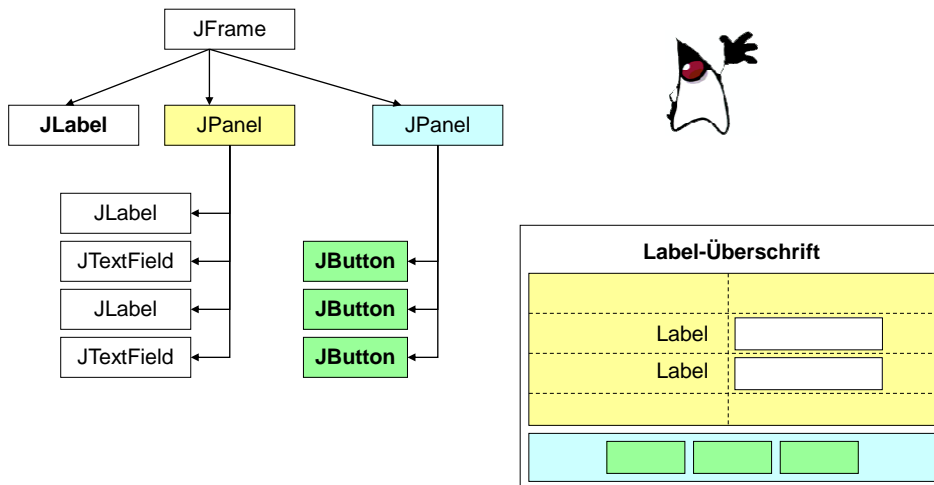 JFrame
JLabel
JPanel
JPanel
JLabel
JTextField
JLabel
JTextField
JButton
JButton
JButton
Label-Überschrift
Label
Label